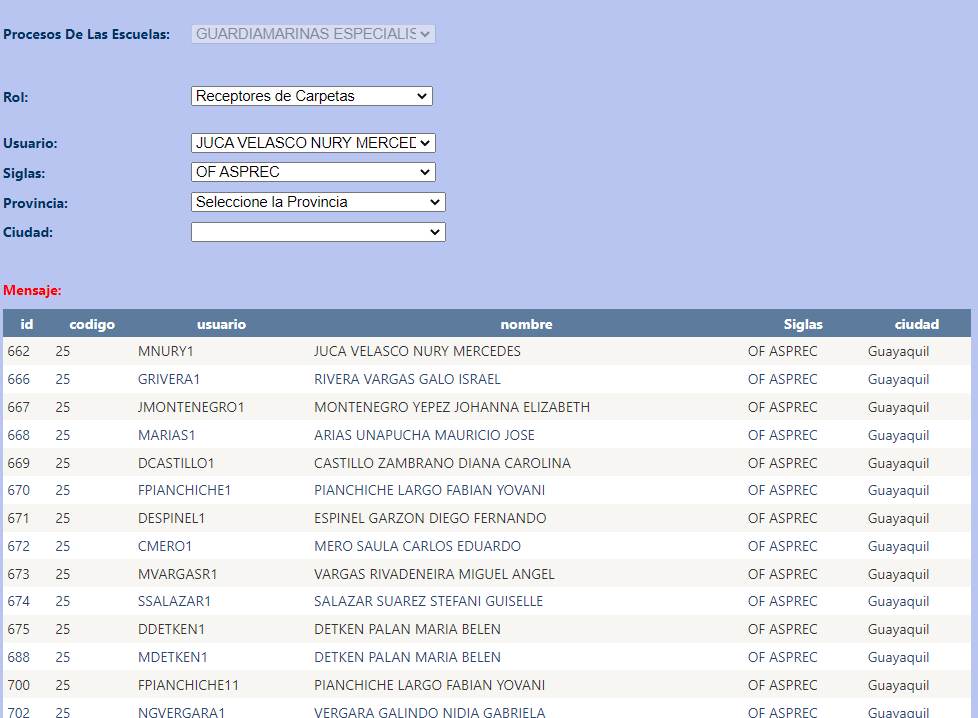 Procesos De Las Escuelas: GUARDIAMARINAS ESPECIALIS
Rol: Receptores de Carpetas
Usuario: JUCA VELASCO NURY MERCED
Siglas: OF ASPREC
Provincia: Seleccione la Provincia
Ciudad:
Mensaje:
id codigo usuario nombre Siglas ciudad
662 25 MNURY1 JUCA VELASCO NURY MERCEDES OF ASPREC Guayaquil
666 25 GRIVERA1 RIVERA VARGAS GALO ISRAEL OF ASPREC Guayaquil
667 25 JMONTENEGRO1 MONTENEGRO YEPEZ JOHANNA ELIZABETH OF ASPREC Guayaquil
668 25 MARIAS1 ARIAS UNAPUCHA MAURICIO JOSE OF ASPREC Guayaquil
669 25 DCASTILLO1 CASTILLO ZAMBRANO DIANA CAROLINA OF ASPREC Guayaquil
670 25 FPIANCHICHE1 PIANCHICHE LARGO FABIAN YOVANI OF ASPREC Guayaquil
671 25 DESPINEL1 ESPINEL GARZON DIEGO FERNANDO OF ASPREC Guayaquil
672 25 CMERO1 MERO SAULA CARLOS EDUARDO OF ASPREC Guayaquil
673 25 MVARGASR1 VARGAS RIVADENEIRA MIGUEL ANGEL OF ASPREC Guayaquil
674 25 SSALAZAR1 SALAZAR SUAREZ STEFANI GUISELLE OF ASPREC Guayaquil
675 25 DDETKEN1 DETKEN PALAN MARIA BELEN OF ASPREC Guayaquil
688 25 MDETKEN1 DETKEN PALAN MARIA BELEN OF ASPREC Guayaquil
700 25 FPIANCHICHE11 PIANCHICHE LARGO FABIAN YOVANI OF ASPREC Guayaquil
702 25 NGVERGARA1 VERGARA GALINDO NIDIA GABRIELA OF ASPREC Guayaquil